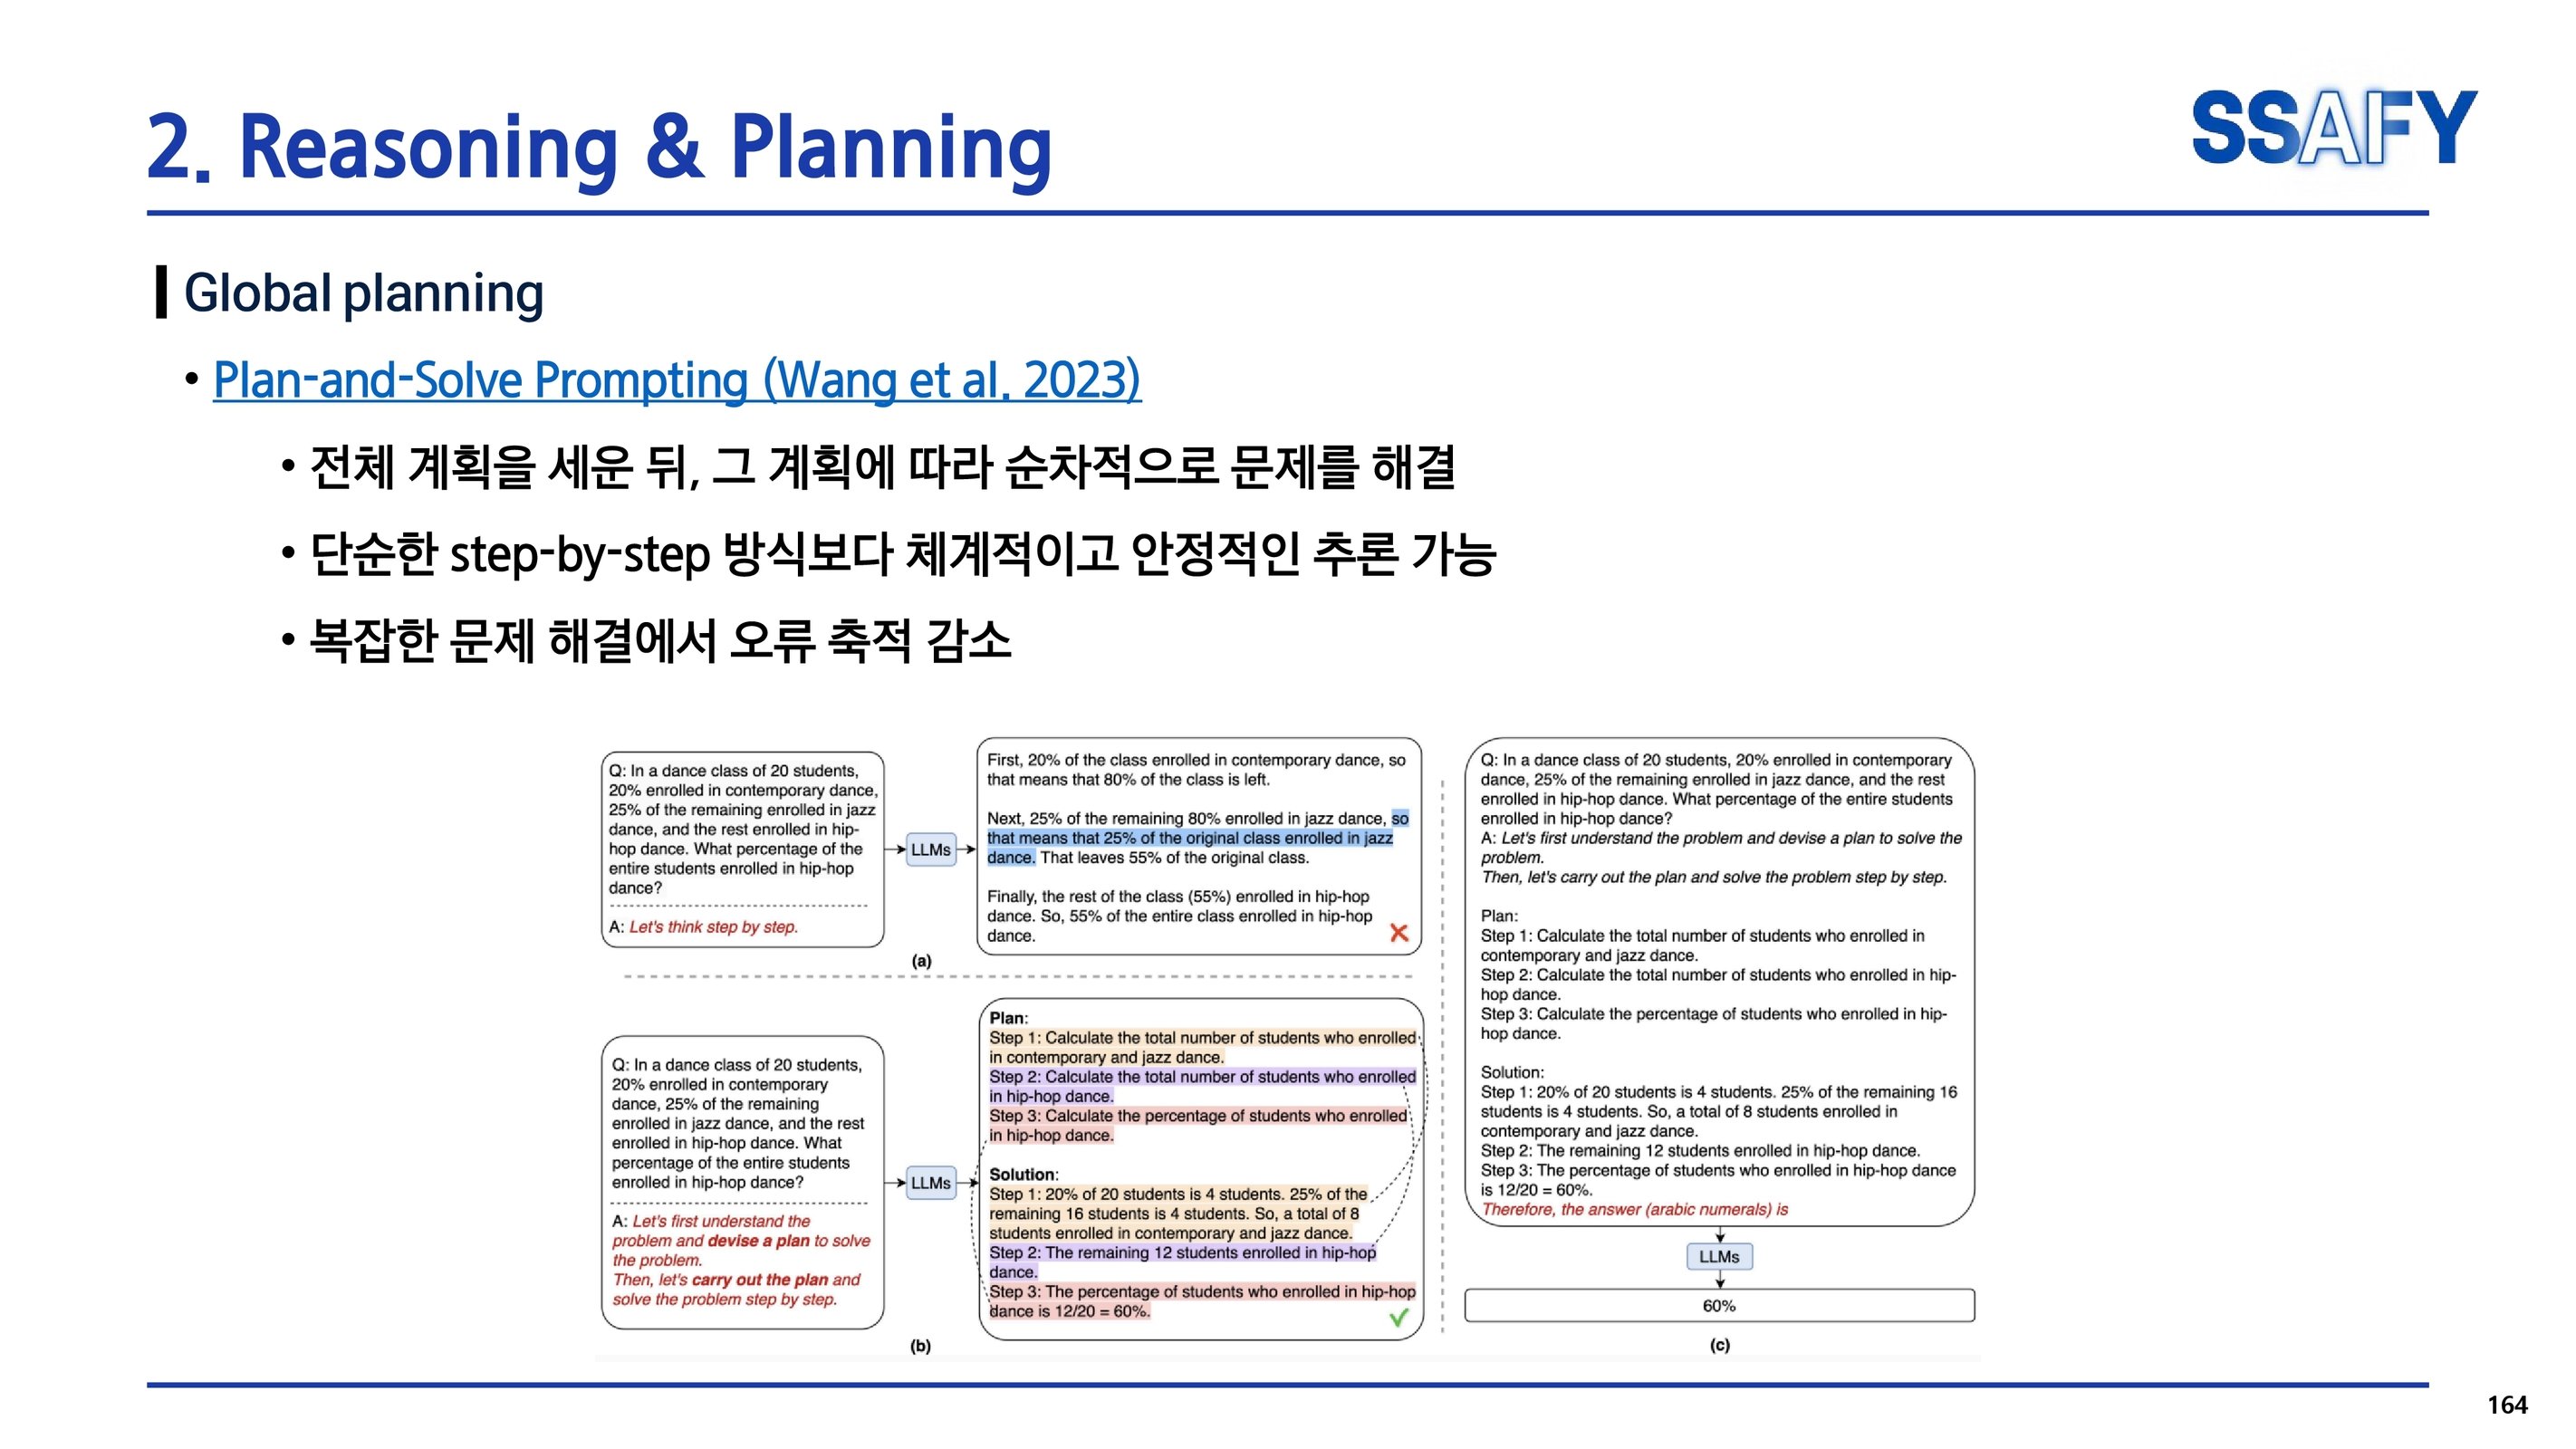 2. Reasoning & Planning
SSAFY
Global planning
• Plan-and-Solve Prompting (Wang et al. 2023)
• 전체 계획을 세운 뒤, 그 계획에 따라 순차적으로 문제를 해결
• 단순한 step-by-step 방식보다 체계적이고 안정적인 추론 가능
• 복잡한 문제 해결에서 오류 축적 감소
Q: In a dance class of 20 students,
20% enrolled in contemporary dance,
25% of the remaining enrolled in jazz
dance, and the rest enrolled in hip-
hop dance. What percentage of the
entire students enrolled in hip-hop
dance?
A: Let's think step by step.
LLMs
First, 20% of the class enrolled in contemporary dance, so
that means that 80% of the class is left.
Next, 25% of the remaining 80% enrolled in jazz dance, so
that means that 25% of the original class enrolled in jazz
dance. That leaves 55% of the original class.
Finally, the rest of the class (55%) enrolled in hip-hop
dance. So, 55% of the entire class enrolled in hip-hop
dance.
(a)
Q: In a dance class of 20 students,
20% enrolled in contemporary
dance, 25% of the remaining
enrolled in jazz dance, and the rest
enrolled in hip-hop dance. What
percentage of the entire students
enrolled in hip-hop dance?
A: Let's first understand the
problem and devise a plan to solve
the problem.
Then, let's carry out the plan and
solve the problem step by step.
LLMs
Plan:
Step 1: Calculate the total number of students who enrolled
in contemporary and jazz dance.
Step 2: Calculate the total number of students who enrolled
in hip-hop dance.
Step 3: Calculate the percentage of students who enrolled
in hip-hop dance.
Solution:
Step 1: 20% of 20 students is 4 students. 25% of the
remaining 16 students is 4 students. So, a total of 8
students enrolled in contemporary and jazz dance.
Step 2: The remaining 12 students enrolled in hip-hop
dance.
Step 3: The percentage of students who enrolled in hip-hop
dance is 12/20 = 60%.
(b)
Q: In a dance class of 20 students, 20% enrolled in contemporary
dance, 25% of the remaining enrolled in jazz dance, and the rest
enrolled in hip-hop dance. What percentage of the entire students
enrolled in hip-hop dance?
A: Let's first understand the problem and devise a plan to solve the
problem.
Then, let's carry out the plan and solve the problem step by step.
Plan:
Step 1: Calculate the total number of students who enrolled in
contemporary and jazz dance.
Step 2: Calculate the total number of students who enrolled in hip-
hop dance.
Step 3: Calculate the percentage of students who enrolled in hip-
hop dance.
Solution:
Step 1: 20% of 20 students is 4 students. 25% of the remaining 16
students is 4 students. So, a total of 8 students enrolled in
contemporary and jazz dance.
Step 2: The remaining 12 students enrolled in hip-hop dance.
Step 3: The percentage of students who enrolled in hip-hop dance
is 12/20 = 60%.
Therefore, the answer (arabic numerals) is
LLMs
60%
(c)
164